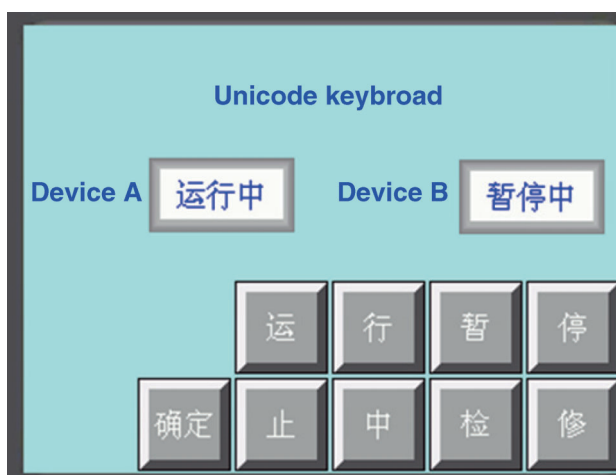 Unicode keybroad
Device A 运行中 Device B 暂停中
运 行 暂 停
确定 止 中 检 修